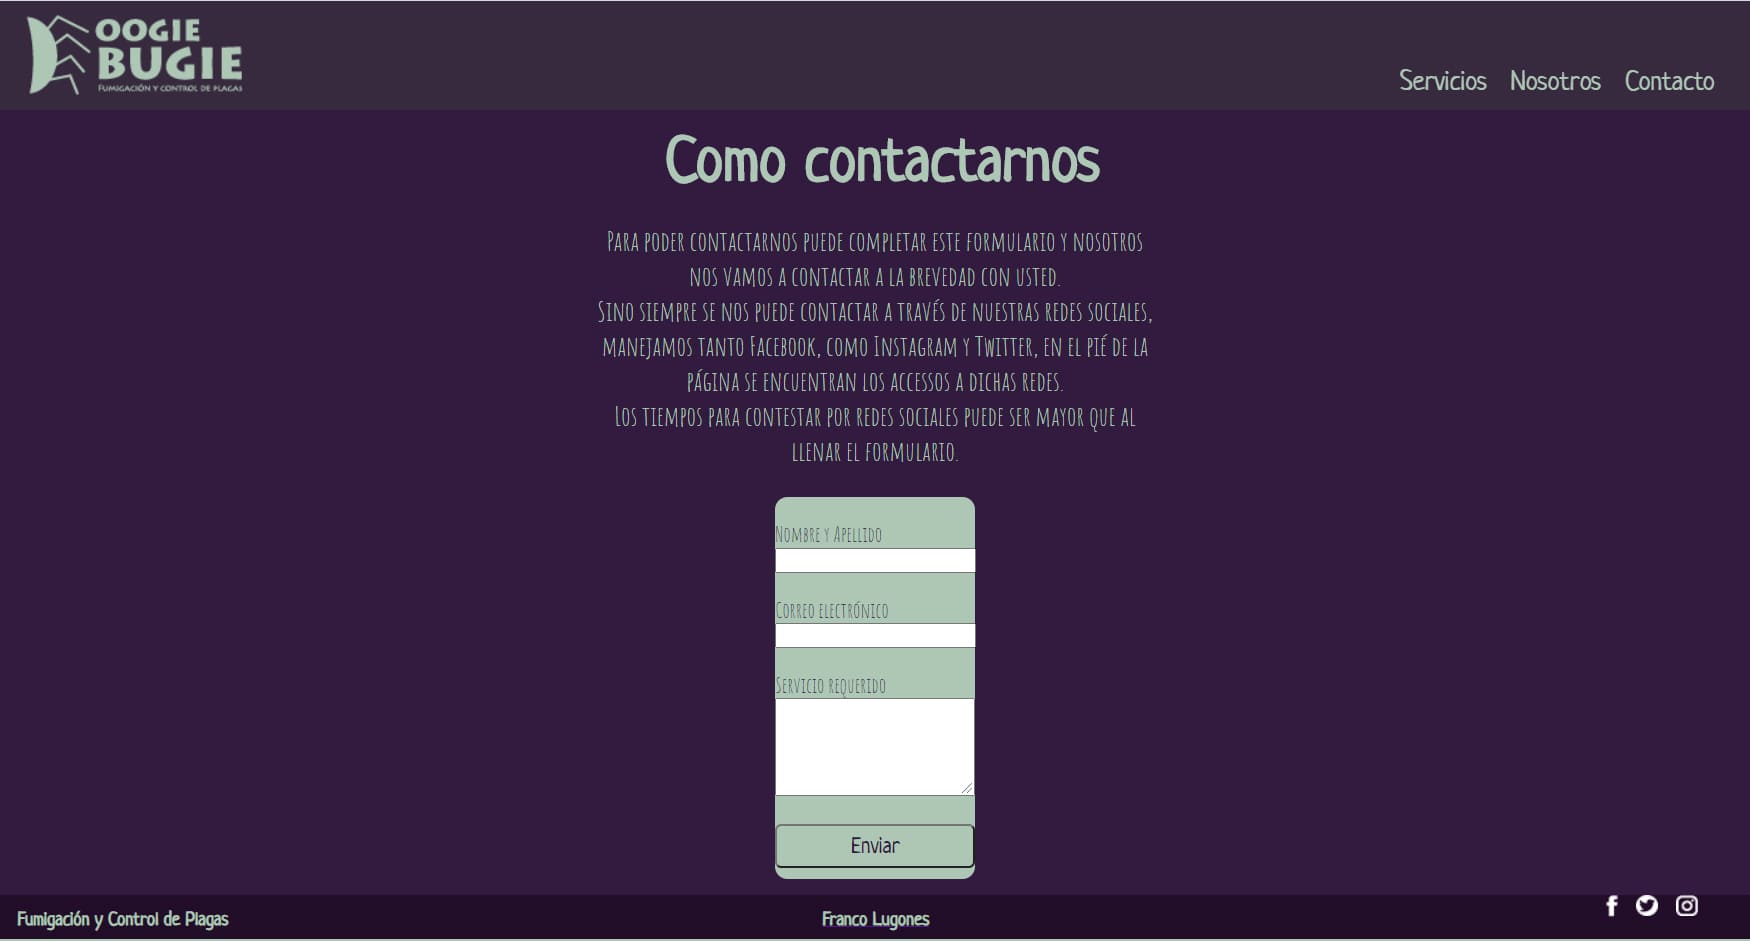 OOGIE
BUGIE
Fumigación y control de plagas
Servicios Nosotros Contacto
Como contactarnos
Para poder contactarnos puede completar este formulario y nosotros
nos vamos a contactar a la brevedad con usted.
Sino siempre se nos puede contactar a través de nuestras redes sociales,
manejamos tanto Facebook, como Instagram y Twitter, en el pié de la
página se encuentran los accessos a dichas redes.
Los tiempos para contestar por redes sociales puede ser mayor que al
llenar el formulario.
Nombre y Apellido
Correo electrónico
Servicio requerido
Enviar
Fumigación y Control de Plagas Franco Lugones